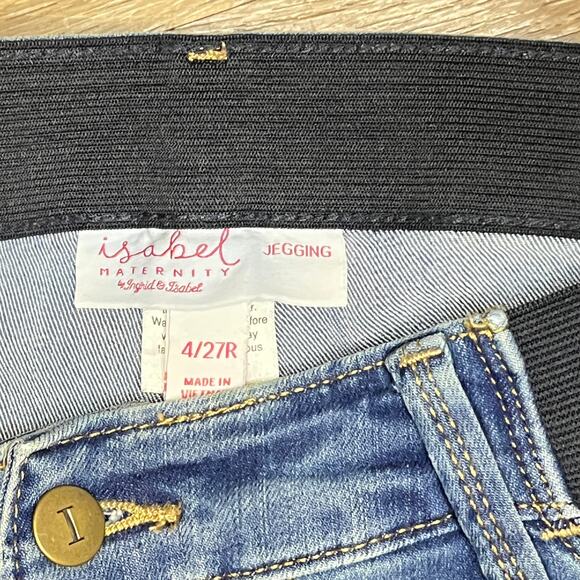 isabel
MATERNITY
by Ingrid & Isabel
JEGGING
4/27R
MADE IN
I